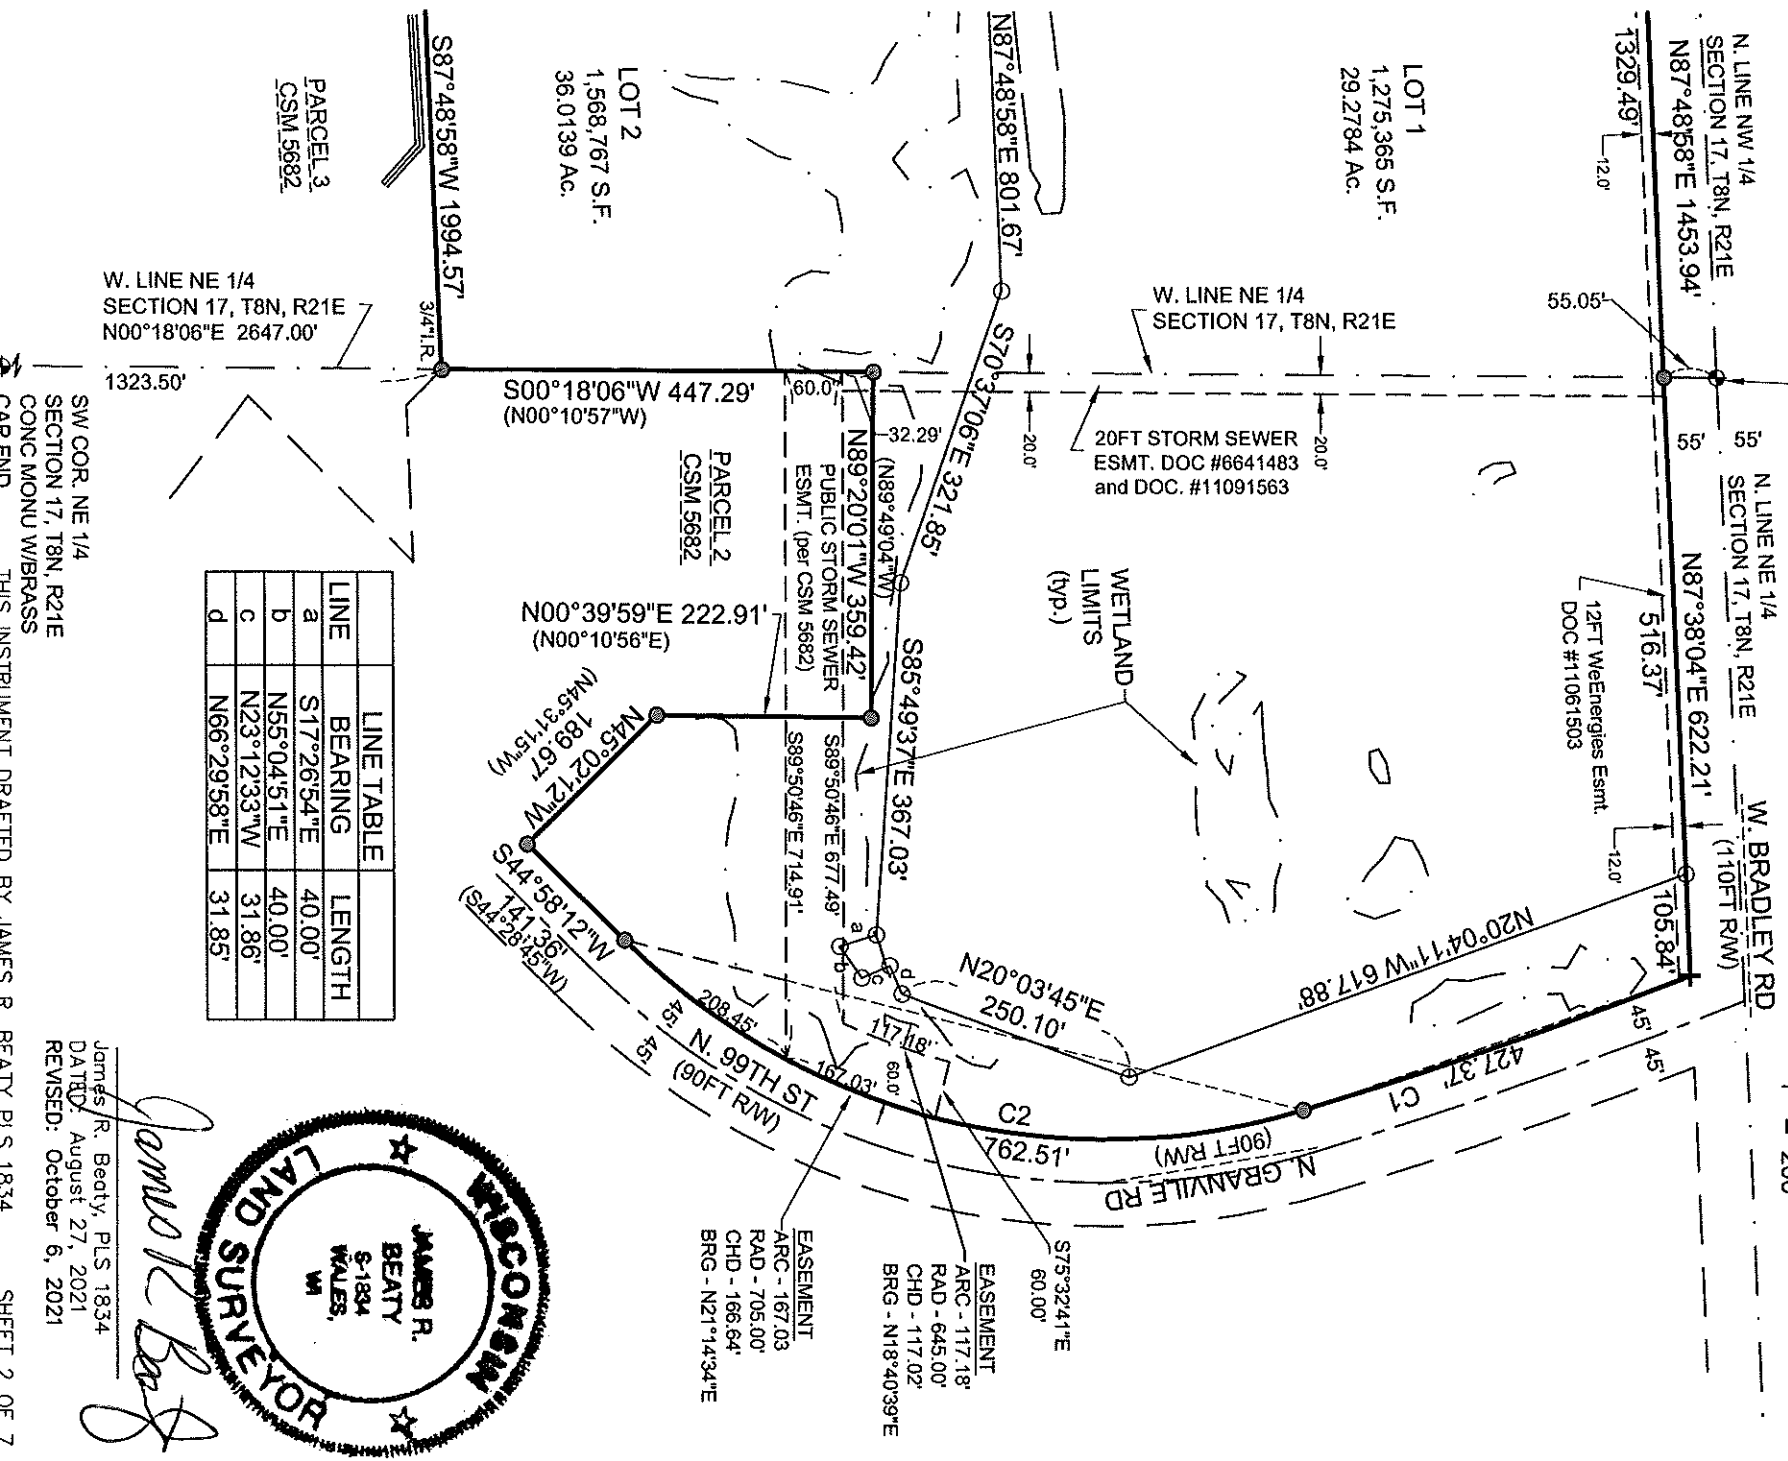 N. LINE NW 1/4
SECTION 17, T8N, R21E
N87°48'58"E 1453.94'
1329.49'
12.0'
LOT 1
1,275,365 S.F.
29.2784 Ac.
N87°48'58"E 801.67'
LOT 2
1,568,767 S.F.
36.0139 Ac.
S87°48'58"W 1994.57'
PARCEL 3
CSM 5682
55.05'
55'
55'
W. LINE NE 1/4
SECTION 17, T8N, R21E
S70°37'06"E 321.85'
20.0'
20.0'
20FT STORM SEWER
ESMT. DOC #6641483
and DOC. #11091563
W. LINE NE 1/4
SECTION 17, T8N, R21E
N00°18'06"E 2647.00'
3/4"I.R.
1323.50'
S00°18'06"W 447.29'
(N00°10'57"W)
60.0'
32.29'
(N89°49'04"W)
N89°20'01"W 359.42'
PUBLIC STORM SEWER
ESMT. (per CSM 5682)
PARCEL 2
CSM 5682
N. LINE NE 1/4
SECTION 17, T8N, R21E
N87°38'04"E 622.21'
516.37'
12FT WeEnergies Esmt.
DOC #11061503
12.0'
105.84'
W. BRADLEY RD
(110FT R/W)
WETLAND
LIMITS
(typ.)
S85°49'37"E 367.03'
N00°39'59"E 222.91'
(N00°10'56"E)
N45°02'12"W
189.67'
(N45°31'15"W)
S89°50'46"E 677.49'
S89°50'46"E 714.91'
S44°58'12"W
141.36'
(S44°28'45"W)
a
b
c
d
N20°03'45"E
250.10'
N20°04'11"W 617.88'
45'
45'
427.37'
C1
208.45'
45'
45'
N. 99TH ST
(90FT R/W)
117.18'
167.03'
60.0'
C2
762.51'
(90FT R/W)
N. GRANVILE RD
S75°32'41"E
60.00'
EASEMENT
ARC - 117.18'
RAD - 645.00'
CHD - 117.02'
BRG - N18°40'39"E
EASEMENT
ARC - 167.03
RAD - 705.00'
CHD - 166.64'
BRG - N21°14'34"E
LINE TABLE
LINE BEARING LENGTH
a S17°26'54"E 40.00'
b N55°04'51"E 40.00'
c N23°12'33"W 31.86'
d N66°29'58"E 31.85'
SW COR. NE 1/4
SECTION 17, T8N, R21E
CONC MONU W/BRASS
CAP FND
WISCONSIN
JAMES R.
BEATY
S-1834
WALES,
WI
LAND SURVEYOR
James R Beaty
James R. Beaty, PLS 1834
DATED: August 27, 2021
REVISED: October 6, 2021
THIS INSTRUMENT DRAFTED BY JAMES R BEATY PLS 1834 SHEET 2 OF 7